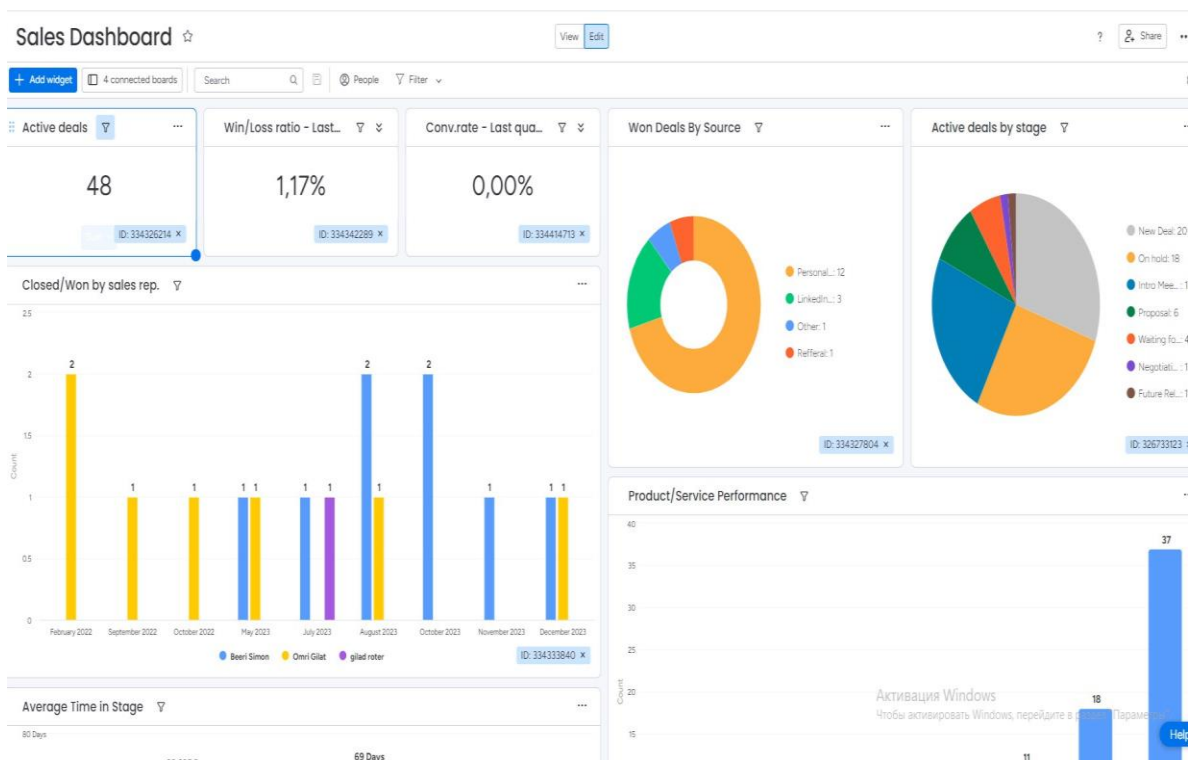 Sales Dashboard
View Edit
? Share
+ Add widget 4 connected boards Search People Filter
Active deals
48
ID: 334326214 ×
Win/Loss ratio - Last...
1,17%
ID: 334342289 ×
Conv.rate - Last qua...
0,00%
ID: 334414713 ×
Won Deals By Source
Personal...: 12
LinkedIn...: 3
Other: 1
Refferal: 1
ID: 334327804 ×
Active deals by stage
New Deal: 20
On hold: 18
Intro Mee... : 1
Proposal: 6
Waiting fo...: 4
Negotiati... : 1
Future Rel...: 1
ID: 326733123
Closed/Won by sales rep.
2.5
2
1.5
1
0.5
0
Count
2 1 1 1 1 1 1 2 1 2 1 1 1
February 2022 September 2022 October 2022 May 2023 July 2023 August 2023 October 2023 November 2023 December 2023
Beeri Simon Omri Gilat gilad roter
ID: 334333840 ×
Product/Service Performance
40
35
30
25
20
15
Count
37
18
11
Активация Windows
Чтобы активировать Windows, перейдите в раздел "Параметры".
Help
Average Time in Stage
80 Days
69 Days